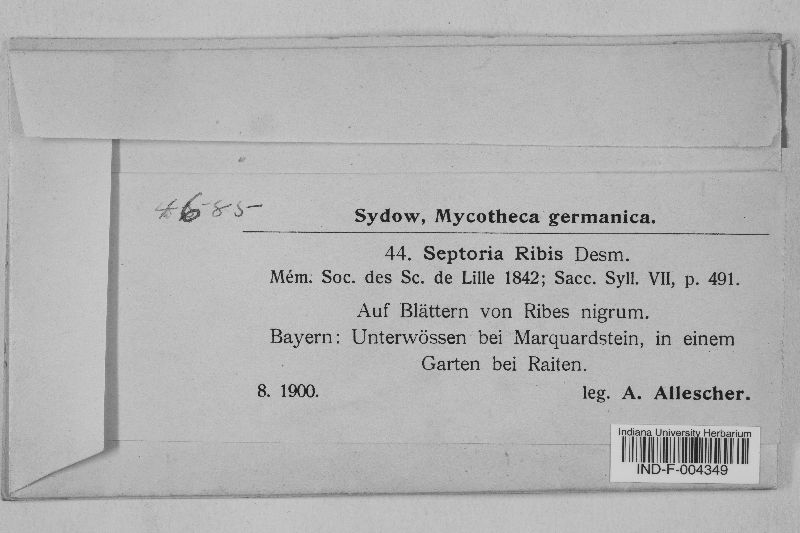 4685
Sydow, Mycotheca germanica.
44. Septoria Ribis Desm.
Mém. Soc. des Sc. de Lille 1842; Sacc. Syll. VII, p. 491.
Auf Blättern von Ribes nigrum.
Bayern: Unterwössen bei Marquardstein, in einem
Garten bei Raiten.
8. 1900. leg. A. Allescher.
Indiana University Herbarium
IND-F-004349